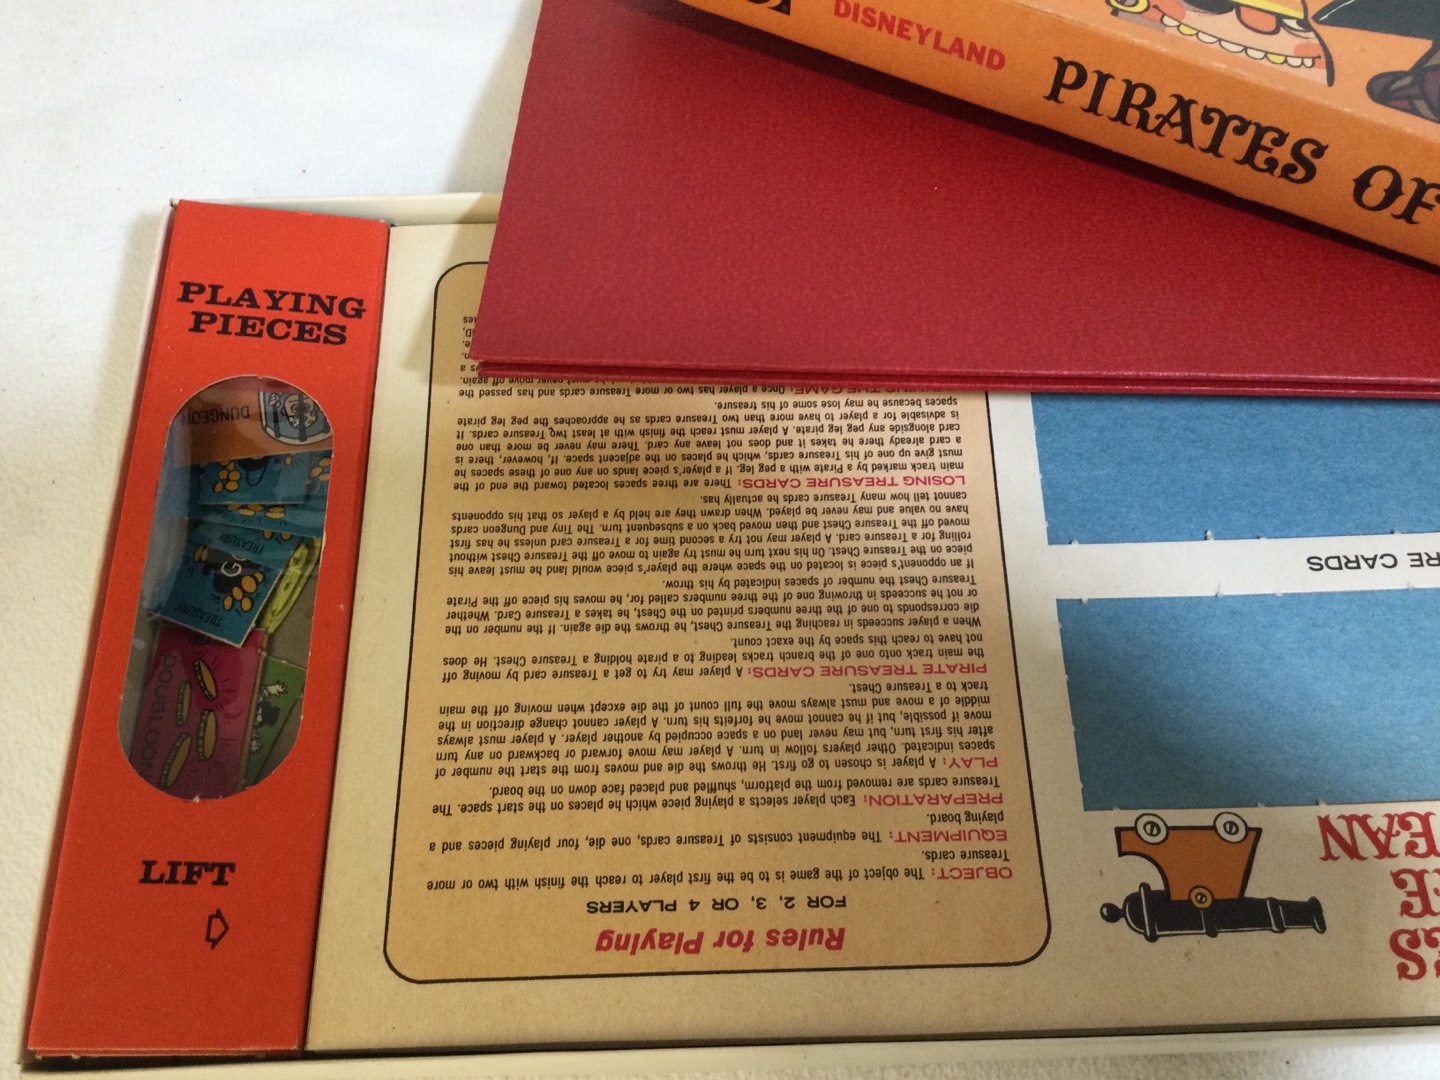 DISNEYLAND
PIRATES OF
PLAYING
PIECES
DUNGEON
TREASURE
TREASURE
DOUBLOON
LIFT
Rules for Playing
FOR 2, 3, OR 4 PLAYERS
OBJECT: The object of the game is to be the first player to reach the finish with two or more
Treasure cards.
EQUIPMENT: The equipment consists of Treasure cards, one die, four playing pieces and a
playing board.
PREPARATION: Each player selects a playing piece which he places on the start space. The
Treasure cards are removed from the platform, shuffled and placed face down on the board.
PLAY: A player is chosen to go first. He throws the die and moves from the start the number of
spaces indicated. Other players follow in turn. A player may move forward or backward on any turn
after his first turn, but may never land on a space occupied by another player. A player must always
move if possible, but if he cannot move he forfeits his turn. A player cannot change direction in the
middle of a move and must always move the full count of the die except when moving off the main
track to a Treasure Chest.
PIRATE TREASURE CARDS: A player may try to get a Treasure card by moving off
the main track onto one of the branch tracks leading to a pirate holding a Treasure Chest. He does
not have to reach this space by the exact count.
When a player succeeds in reaching the Treasure Chest, he throws the die again. If the number on the
die corresponds to one of the three numbers printed on the Chest, he takes a Treasure Card. Whether
or not he succeeds in throwing one of the three numbers called for, he moves his piece off the Pirate
Treasure Chest the number of spaces indicated by his throw.
If an opponent's piece is located on the space where the player's piece would land he must leave his
piece on the Treasure Chest. On his next turn he must try again to move off the Treasure Chest without
rolling for a Treasure card. A player may not try a second time for a Treasure card unless he has first
moved off the Treasure Chest and then moved back on a subsequent turn. The Tiny and Dungeon cards
have no value and may never be played. When drawn they are held by a player so that his opponents
cannot tell how many Treasure cards he actually has.
LOSING TREASURE CARDS: There are three spaces located toward the end of the
main track marked by a Pirate with a peg leg. If a player's piece lands on any one of these spaces he
must give up one of his Treasure cards, which he places on the adjacent space. If, however, there is
a card already there he takes it and does not leave any card. There may never be more than one
card alongside any peg leg pirate. A player must reach the finish with at least two Treasure cards. It
is advisable for a player to have more than two Treasure cards as he approaches the peg leg pirate
spaces because he may lose some of his treasure.
THE GAME: Once a player has two or more Treasure cards and has passed the
must never move off again.
RE CARDS